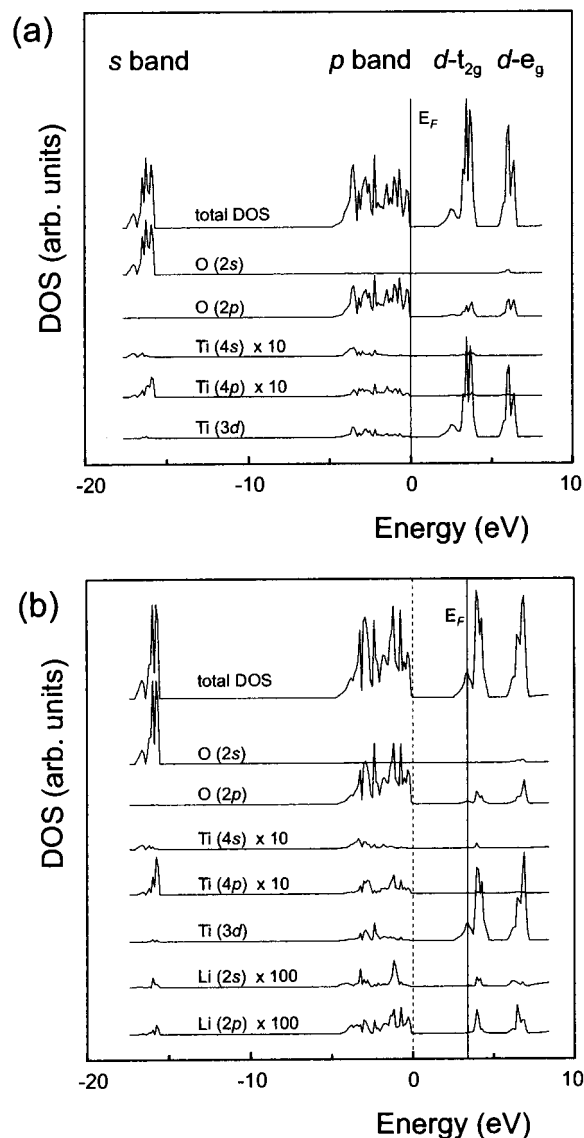 (a)
s band p band d-t2g d-eg
EF
total DOS
O (2s)
O (2p)
Ti (4s) x 10
Ti (4p) x 10
Ti (3d)
DOS (arb. units)
-20 -10 0 10
Energy (eV)
(b)
EF
total DOS
O (2s)
O (2p)
Ti (4s) x 10
Ti (4p) x 10
Ti (3d)
Li (2s) x 100
Li (2p) x 100
DOS (arb. units)
-20 -10 0 10
Energy (eV)